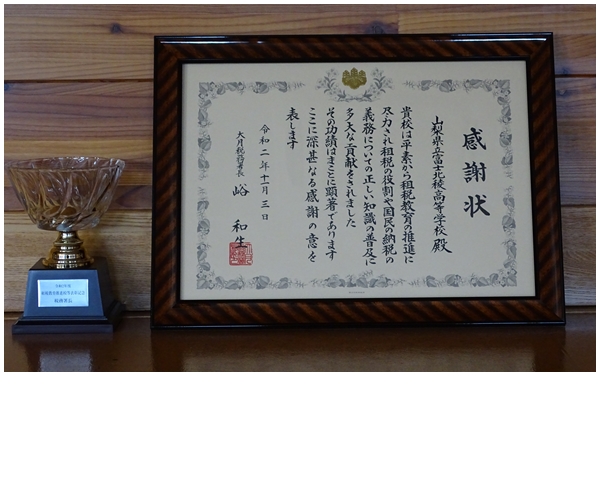 感謝状
山梨県立富士北稜高等学校殿
貴校は平素から租税教育の推進に
尽力され租税の役割や国民の納税の
義務についての正しい知識の普及に
多大な貢献をされました
その功績はまことに顕著であります
ここに深甚なる感謝の意を
表します
令和二年十一月三日
大月税務署長 峪 和生